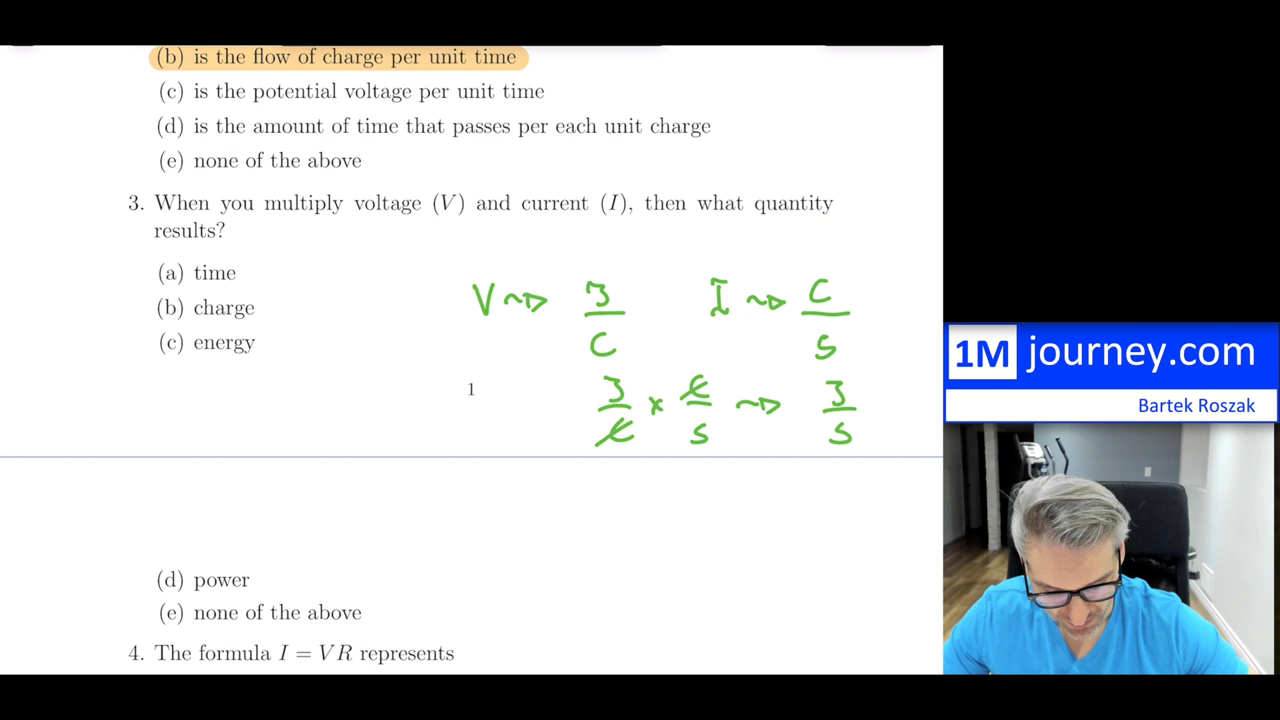 (b) is the flow of charge per unit time
(c) is the potential voltage per unit time
(d) is the amount of time that passes per each unit charge
(e) none of the above
3. When you multiply voltage (V) and current (I), then what quantity
results?
(a) time
(b) charge
(c) energy
V ⇝ J/C I ⇝ C/S
J/C × C/S ⇝ J/S
1
1M journey.com
Bartek Roszak
(d) power
(e) none of the above
4. The formula I = VR represents